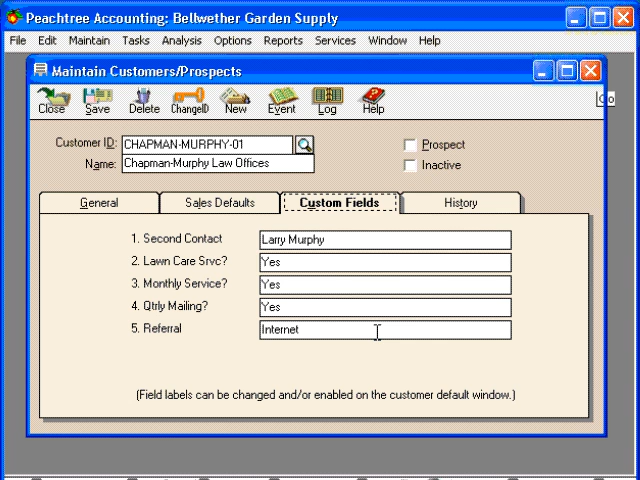 Peachtree Accounting: Bellwether Garden Supply
File Edit Maintain Tasks Analysis Options Reports Services Window Help
Maintain Customers/Prospects
Close Save Delete ChangeID New Event Log Help
Customer ID: CHAPMAN-MURPHY-01 Prospect
Name: Chapman-Murphy Law Offices Inactive
General Sales Defaults Custom Fields History
1. Second Contact Larry Murphy
2. Lawn Care Srvc? Yes
3. Monthly Service? Yes
4. Qtrly Mailing? Yes
5. Referral Internet
(Field labels can be changed and/or enabled on the customer default window.)